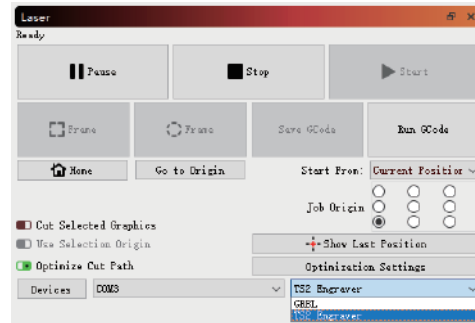 Laser
Ready
Pause
Stop
Start
Frame
Frame
Save GCode
Run GCode
Home
Go to Origin
Start From:
Current Position
Job Origin
Cut Selected Graphics
Use Selection Origin
Show Last Position
Optimize Cut Path
Optimization Settings
Devices
COM3
TS2 Engraver
GRBL
TS2 Engraver